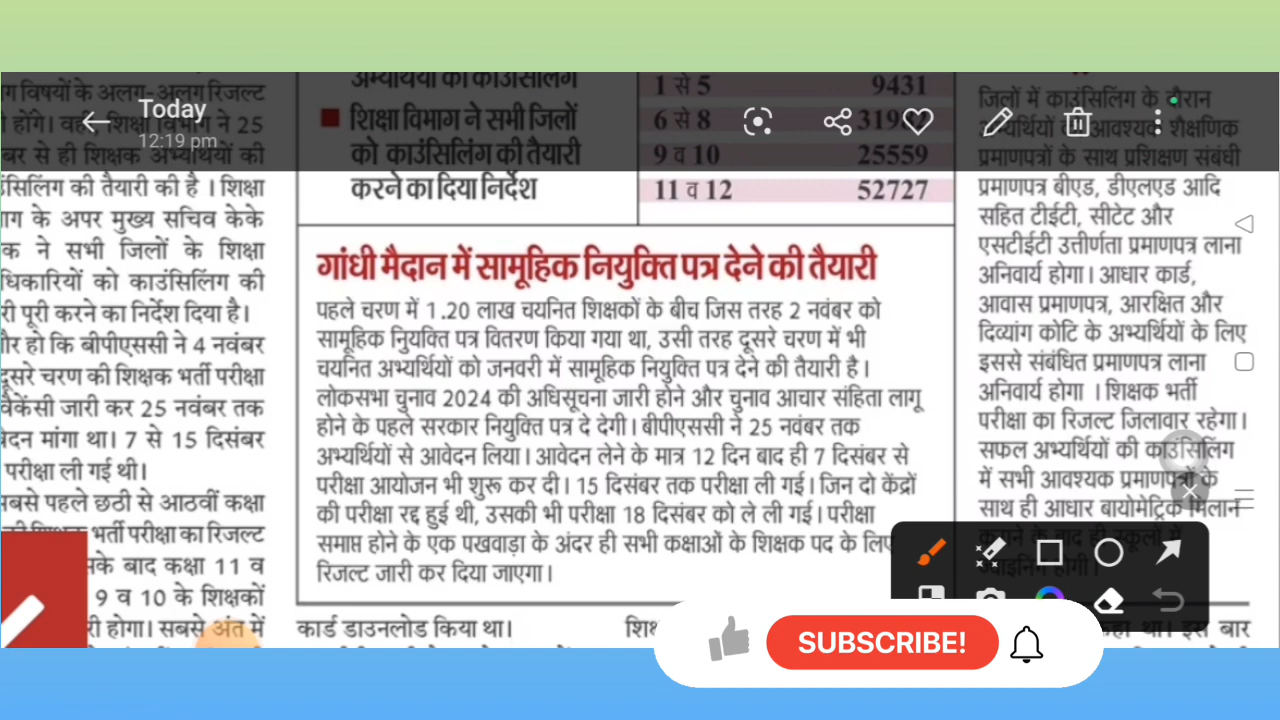 Today
12:19 pm
ग विषयों के अलग-अलग रिजल्ट
शिक्षा विभाग ने 25
बर से ही शिक्षक अभ्यर्थियों की
उंसिलिंग की तैयारी की है । शिक्षा
ाग के अपर मुख्य सचिव केके
क ने सभी जिलों के शिक्षा
धिकारियों को काउंसिलिंग की
री पूरी करने का निर्देश दिया है।
ौर हो कि बीपीएससी ने 4 नवंबर
दूसरे चरण की शिक्षक भर्ती परीक्षा
वैकेंसी जारी कर 25 नवंबर तक
वेदन मांगा था। 7 से 15 दिसंबर
परीक्षा ली गई थी।
सबसे पहले छठी से आठवीं कक्षा
भर्ती परीक्षा का रिजल्ट
के बाद कक्षा 11 व
9 व 10 के शिक्षकों
री होगा। सबसे अंत में
अभ्यर्थियों की काउंसिलिंग
■ शिक्षा विभाग ने सभी जिलों
को काउंसिलिंग की तैयारी
करने का दिया निर्देश
1 से 5 9431
6 से 8
9 व 10 25559
11 व 12 52727
गांधी मैदान में सामूहिक नियुक्ति पत्र देने की तैयारी
पहले चरण में 1.20 लाख चयनित शिक्षकों के बीच जिस तरह 2 नवंबर को
सामूहिक नियुक्ति पत्र वितरण किया गया था, उसी तरह दूसरे चरण में भी
चयनित अभ्यर्थियों को जनवरी में सामूहिक नियुक्ति पत्र देने की तैयारी है।
लोकसभा चुनाव 2024 की अधिसूचना जारी होने और चुनाव आचार संहिता लागू
होने के पहले सरकार नियुक्ति पत्र दे देगी। बीपीएससी ने 25 नवंबर तक
अभ्यर्थियों से आवेदन लिया। आवेदन लेने के मात्र 12 दिन बाद ही 7 दिसंबर से
परीक्षा आयोजन भी शुरू कर दी। 15 दिसंबर तक परीक्षा ली गई। जिन दो केंद्रों
की परीक्षा रद्द हुई थी, उसकी भी परीक्षा 18 दिसंबर को ले ली गई। परीक्षा
समाप्त होने के एक पखवाड़ा के अंदर ही सभी कक्षाओं के शिक्षक पद के लिए
रिजल्ट जारी कर दिया जाएगा।
कार्ड डाउनलोड किया था।
जिलों में काउंसिलिंग के दौरान
आवश्यक शैक्षणिक
प्रमाणपत्रों के साथ प्रशिक्षण संबंधी
प्रमाणपत्र बीएड, डीएलएड आदि
सहित टीईटी, सीटेट और
एसटीईटी उत्तीर्णता प्रमाणपत्र लाना
अनिवार्य होगा। आधार कार्ड,
आवास प्रमाणपत्र, आरक्षित और
दिव्यांग कोटि के अभ्यर्थियों के लिए
इससे संबंधित प्रमाणपत्र लाना
अनिवार्य होगा । शिक्षक भर्ती
परीक्षा का रिजल्ट जिलावार रहेगा।
सफल अभ्यर्थियों की काउंसिलिंग
में सभी आवश्यक प्रमाणपत्रों के
साथ ही आधार बायोमेट्रिक मिलान
के बाद ही स्कूलों में
होगी।
था। इस बार
SUBSCRIBE!